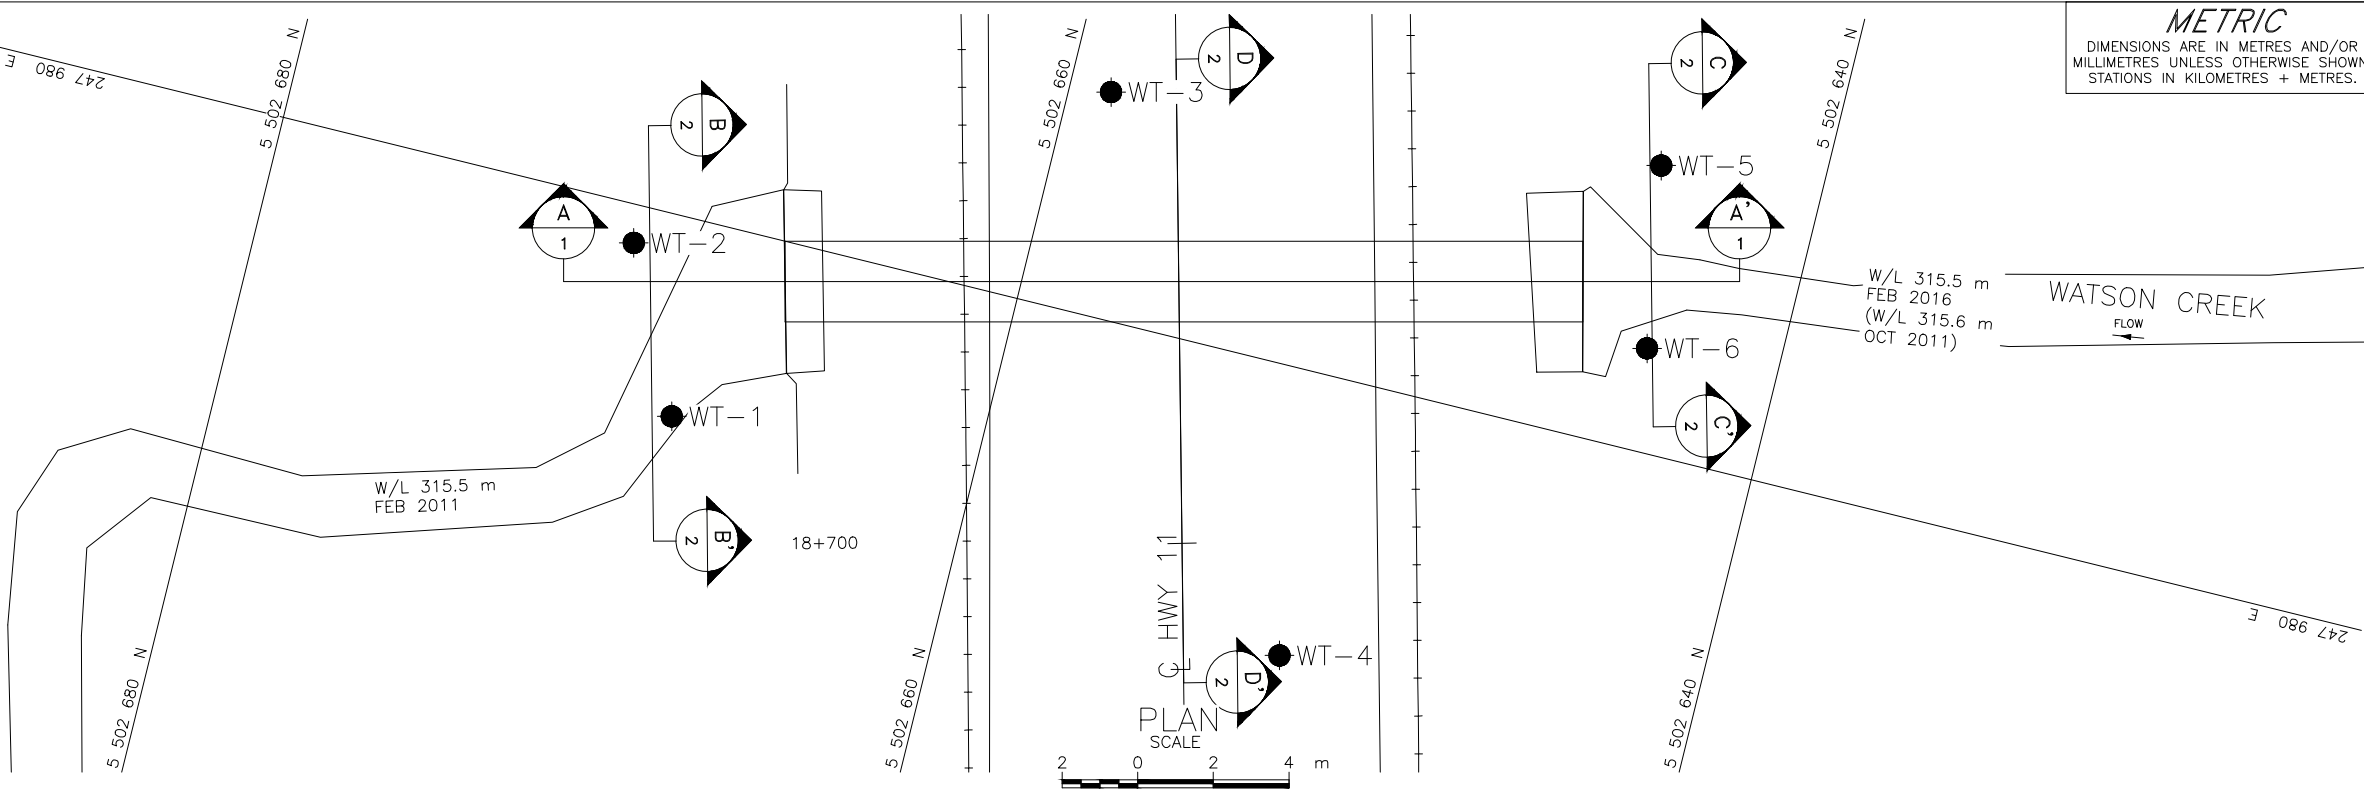 METRIC
DIMENSIONS ARE IN METRES AND/OR
MILLIMETRES UNLESS OTHERWISE SHOWN
STATIONS IN KILOMETRES + METRES.
E 247 980
N
5 502 680
N
5 502 660
N
5 502 640
B
2
D
2
C
2
WT-3
WT-5
A
1
WT-2
A'
1
W/L 315.5 m
FEB 2016
(W/L 315.6 m
OCT 2011)
WATSON CREEK
FLOW
WT-6
WT-1
C'
2
W/L 315.5 m
FEB 2011
B'
2
18+700
CL HWY 11
WT-4
D'
2
E 247 980
N
5 502 680
N
5 502 660
N
5 502 640
PLAN
SCALE
2 0 2 4 m